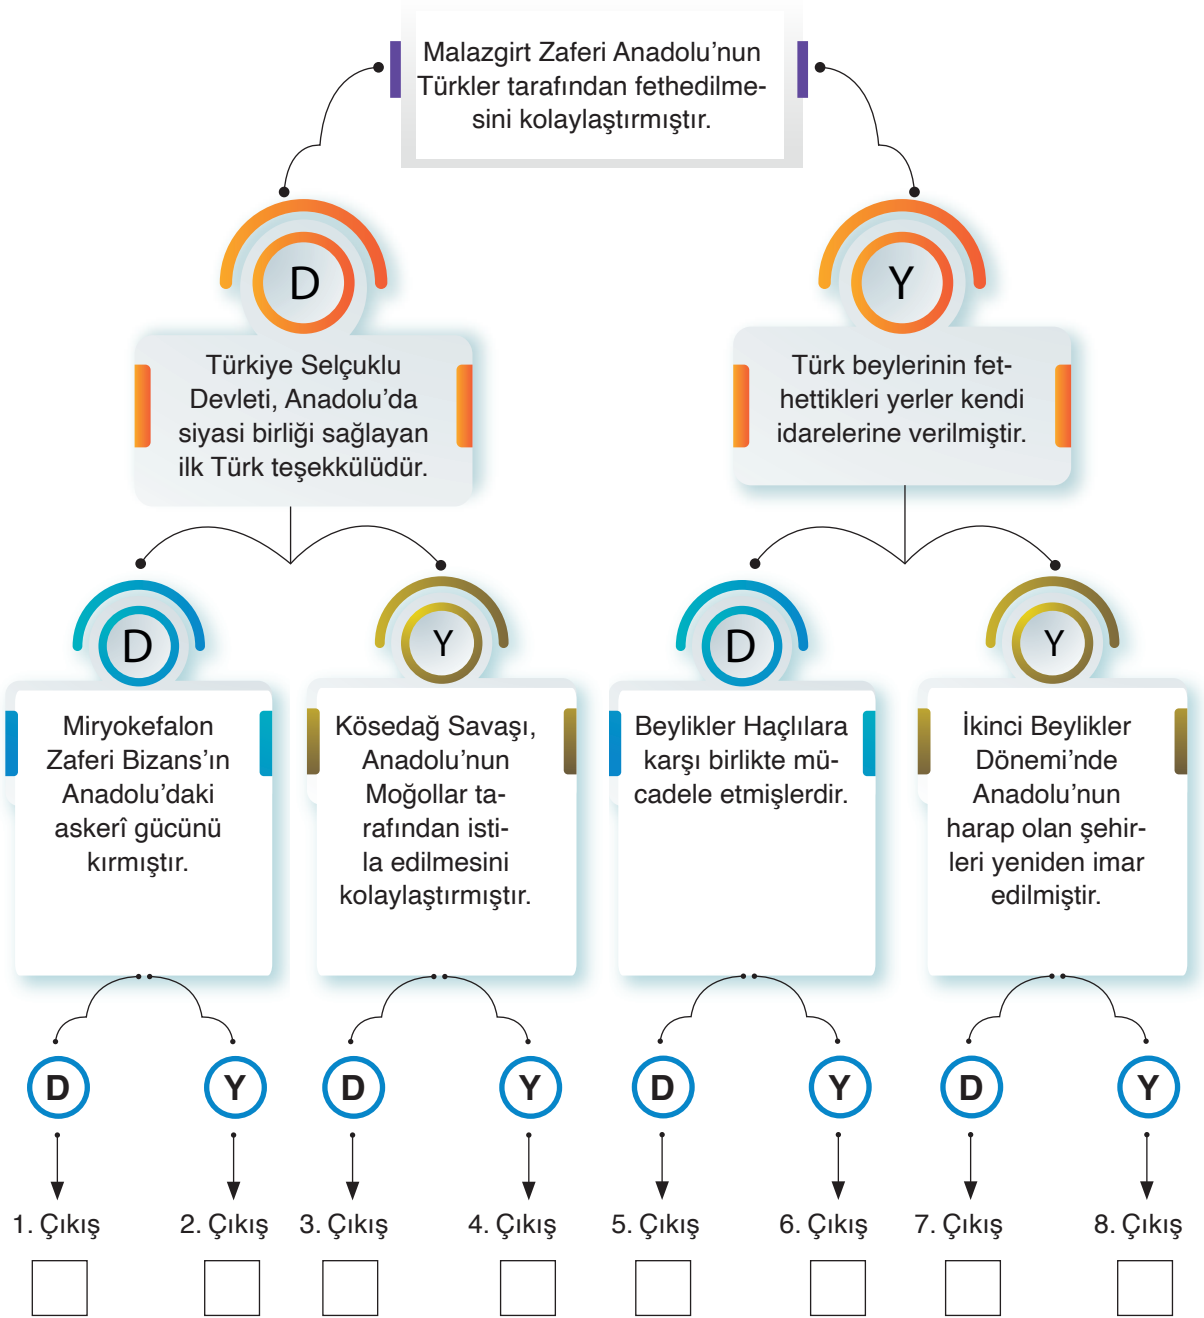 Malazgirt Zaferi Anadolu’nun
Türkler tarafından fethedilme-
sini kolaylaştırmıştır.
D
Y
Türkiye Selçuklu
Devleti, Anadolu’da
siyasi birliği sağlayan
ilk Türk teşekkülüdür.
Türk beylerinin fet-
hettikleri yerler kendi
idarelerine verilmiştir.
D
Y
D
Y
Miryokefalon
Zaferi Bizans’ın
Anadolu’daki
askerî gücünü
kırmıştır.
Kösedağ Savaşı,
Anadolu’nun
Moğollar ta-
rafından isti-
la edilmesini
kolaylaştırmıştır.
Beylikler Haçlılara
karşı birlikte mü-
cadele etmişlerdir.
İkinci Beylikler
Dönemi’nde
Anadolu’nun
harap olan şehir-
leri yeniden imar
edilmiştir.
D
Y
D
Y
D
Y
D
Y
1. Çıkış
2. Çıkış
3. Çıkış
4. Çıkış
5. Çıkış
6. Çıkış
7. Çıkış
8. Çıkış